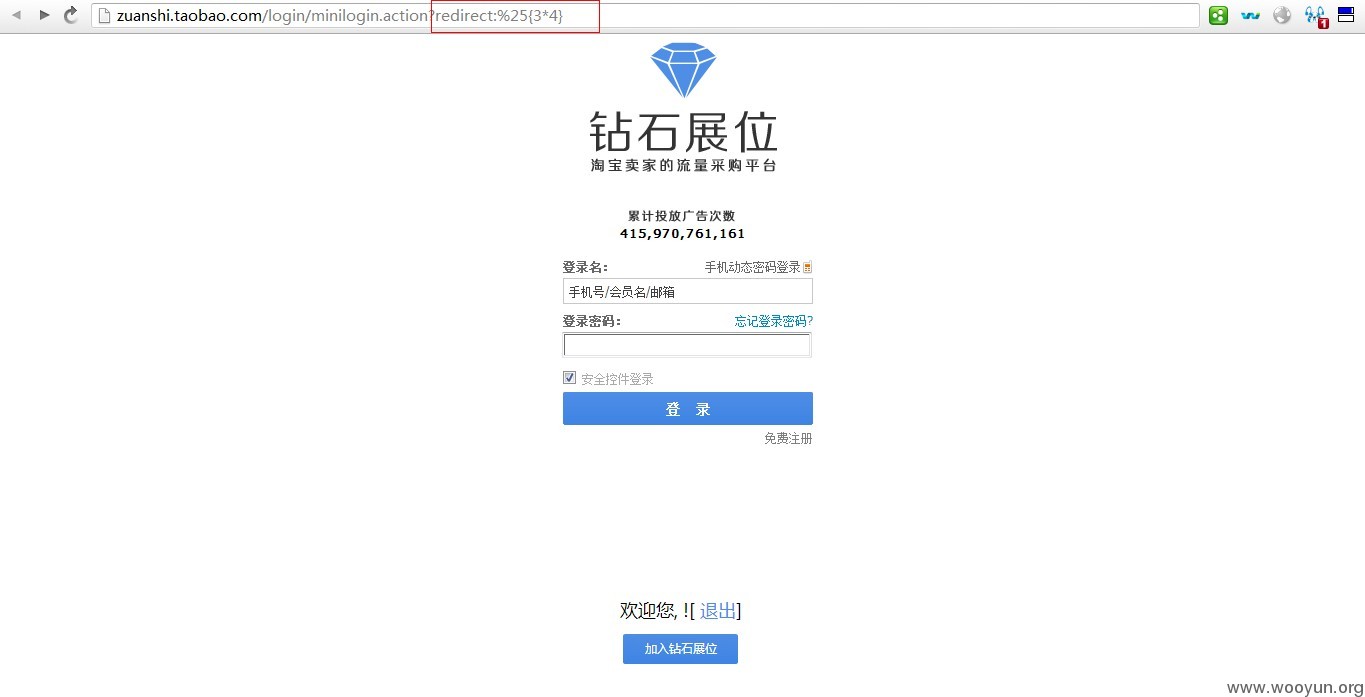 zuanshi.taobao.com/login/minilogin.action?redirect:%25{3*4}
1
钻石展位
淘宝卖家的流量采购平台
累计投放广告次数
415,970,761,161
登录名： 手机动态密码登录
手机号/会员名/邮箱
登录密码： 忘记登录密码?
安全控件登录
登 录
免费注册
欢迎您, ![ 退出]
加入钻石展位
www.wooyun.org